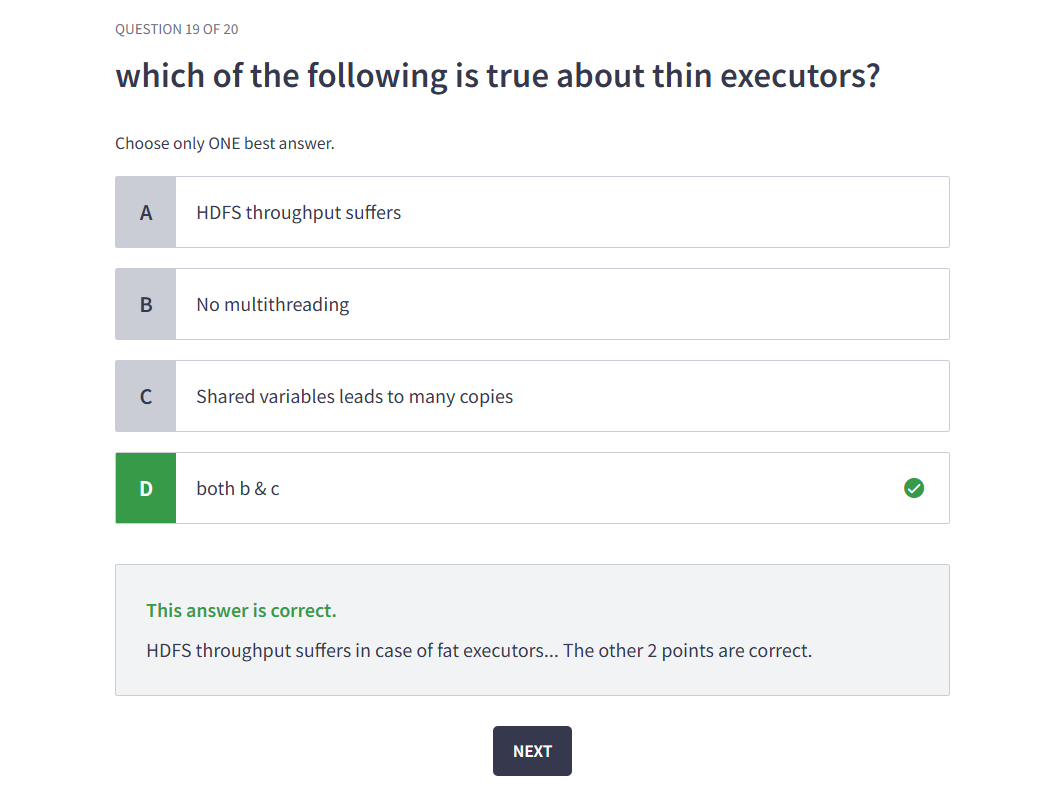 QUESTION 19 OF 20
which of the following is true about thin executors?
Choose only ONE best answer.
A HDFS throughput suffers
B No multithreading
C Shared variables leads to many copies
D both b & c
This answer is correct.
HDFS throughput suffers in case of fat executors... The other 2 points are correct.
NEXT